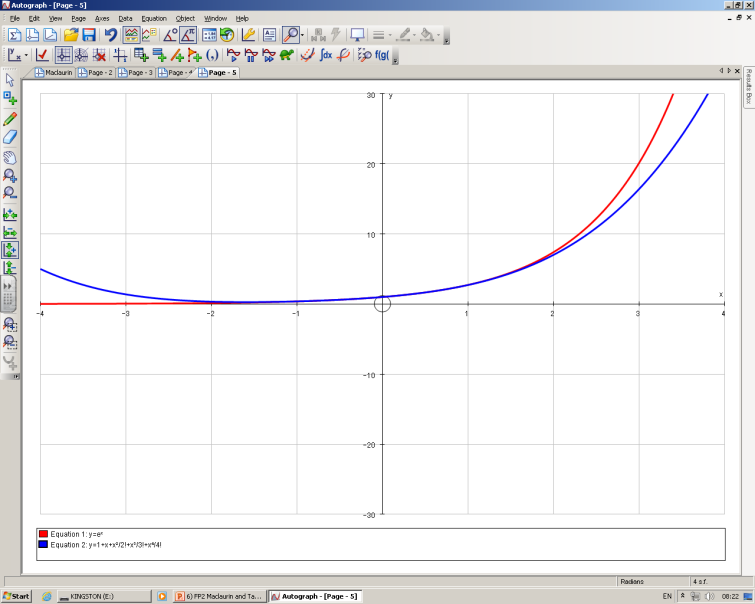 Autograph - [Page - 5]
File Edit View Page Axes Data Equation Object Window Help
Maclaurin Page - 2 Page - 3 Page - 4 Page - 5
Results Box
y
30
20
10
-10
-20
-30
x
-4 -3 -2 -1 1 2 3 4
Equation 1: y=eˣ
Equation 2: y=1+x+x²/2!+x³/3!+x⁴/4!
Radians 4 s.f.
Start KINGSTON (E:) 6) FP2 Maclaurin and Ta... Autograph - [Page - 5] EN 08:22